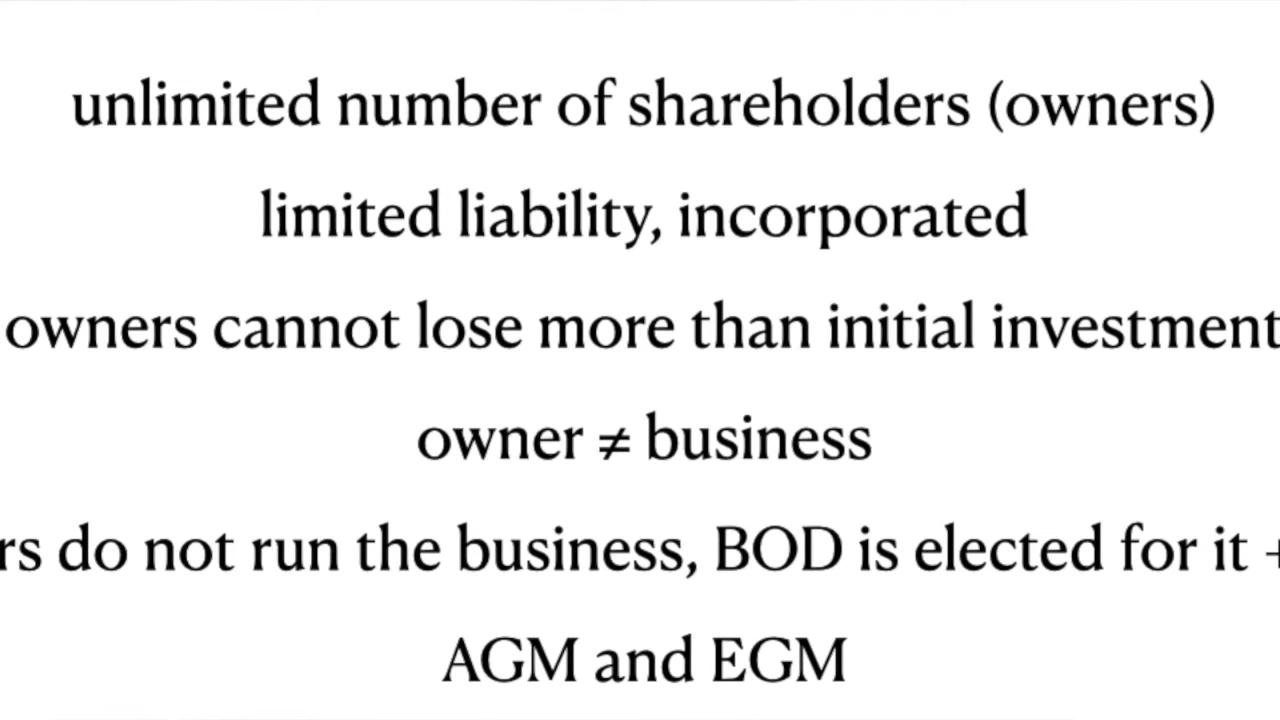 unlimited number of shareholders (owners)
limited liability, incorporated
owners cannot lose more than initial investment
owner ≠ business
do not run the business, BOD is elected for it
AGM and EGM